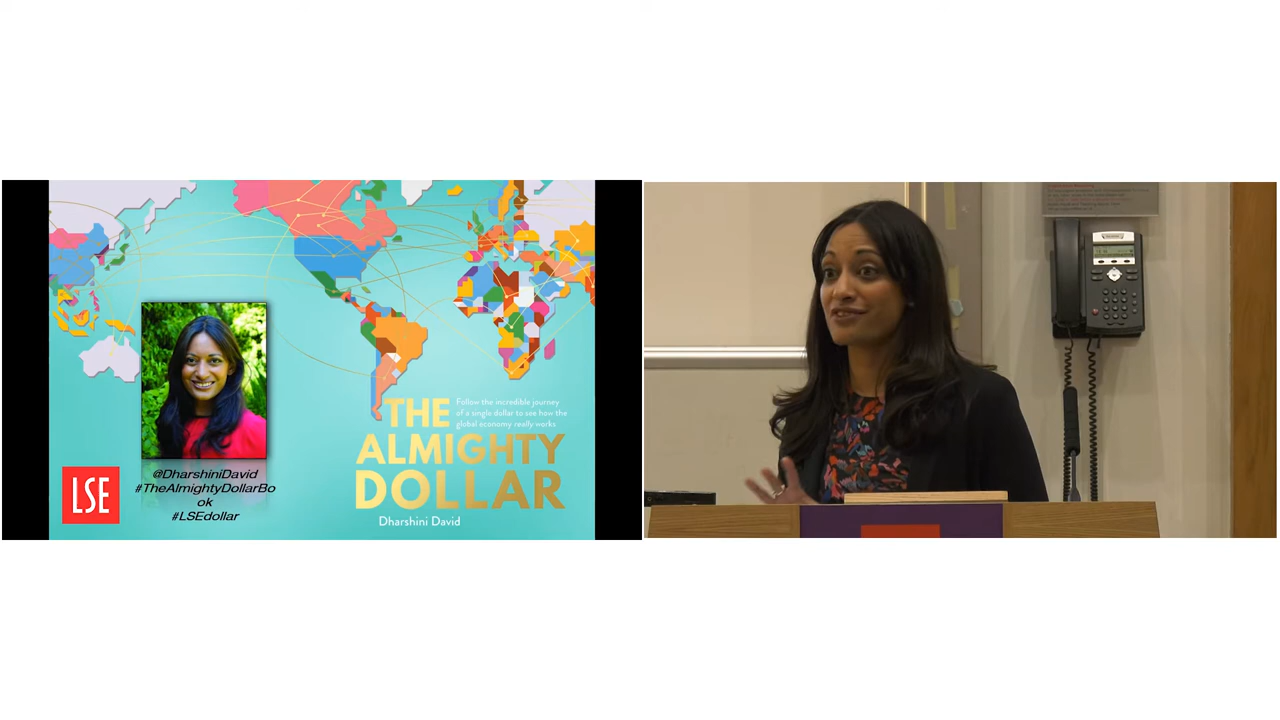 Follow the incredible journey
of a single dollar to see how the
global economy really works
THE
ALMIGHTY
DOLLAR
Dharshini David
LSE
@DharshiniDavid
#TheAlmightyDollarBo
ok
#LSEdollar